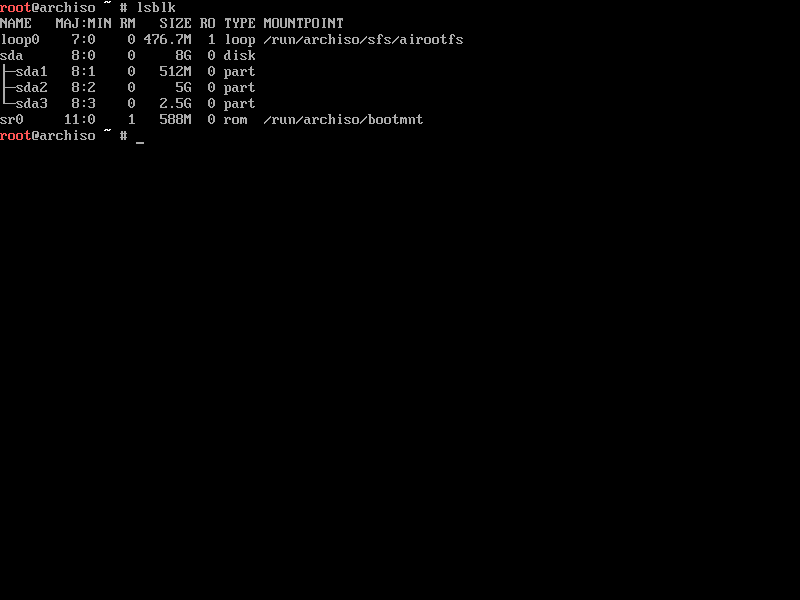 root@archiso ~ # lsblk
NAME   MAJ:MIN RM   SIZE RO TYPE MOUNTPOINT
loop0    7:0    0 476.7M  1 loop /run/archiso/sfs/airootfs
sda      8:0    0     8G  0 disk
├─sda1   8:1    0   512M  0 part
├─sda2   8:2    0     5G  0 part
└─sda3   8:3    0   2.5G  0 part
sr0     11:0    1   588M  0 rom  /run/archiso/bootmnt
root@archiso ~ # _